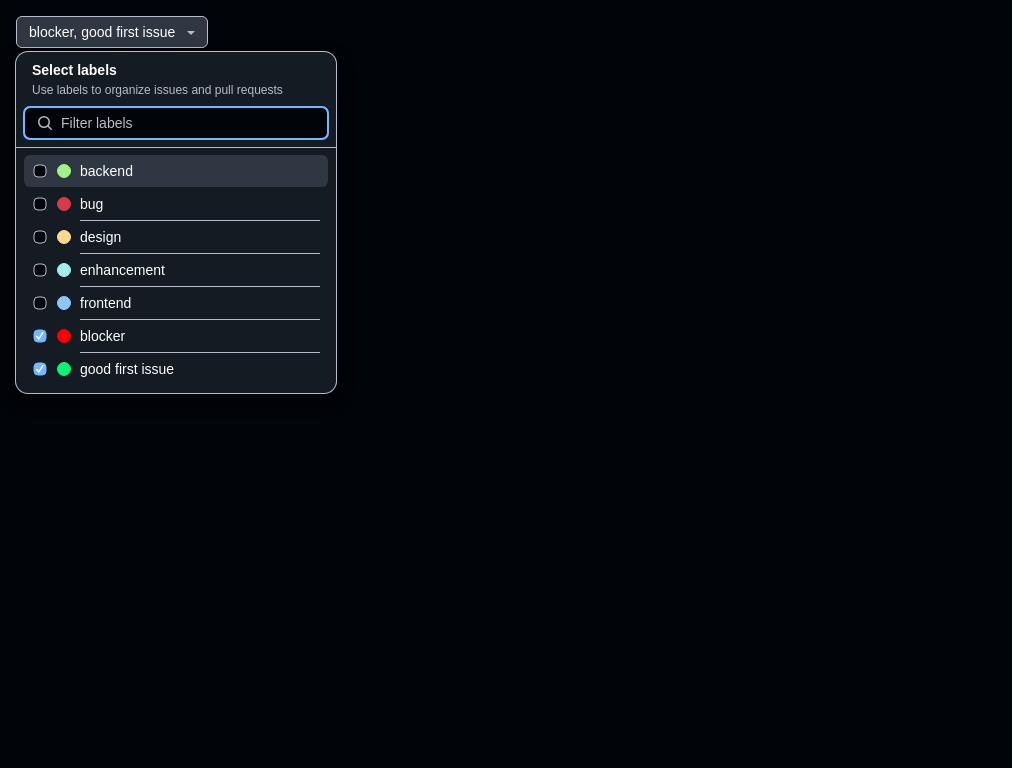 blocker, good first issue
Select labels
Use labels to organize issues and pull requests
Filter labels
backend
bug
design
enhancement
frontend
blocker
good first issue